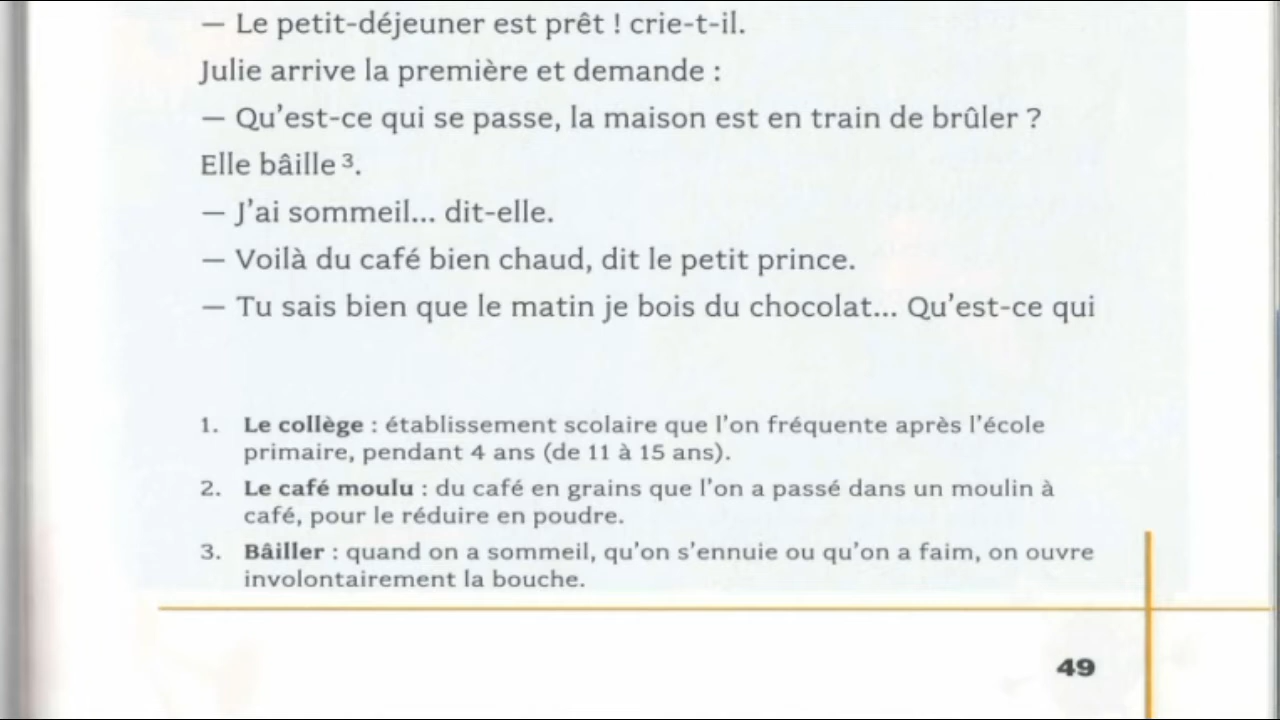 — Le petit-déjeuner est prêt ! crie-t-il.
Julie arrive la première et demande :
— Qu’est-ce qui se passe, la maison est en train de brûler ?
Elle bâille ³.
— J’ai sommeil... dit-elle.
— Voilà du café bien chaud, dit le petit prince.
— Tu sais bien que le matin je bois du chocolat... Qu’est-ce qui
1. Le collège : établissement scolaire que l’on fréquente après l’école
primaire, pendant 4 ans (de 11 à 15 ans).
2. Le café moulu : du café en grains que l’on a passé dans un moulin à
café, pour le réduire en poudre.
3. Bâiller : quand on a sommeil, qu’on s’ennuie ou qu’on a faim, on ouvre
involontairement la bouche.
49